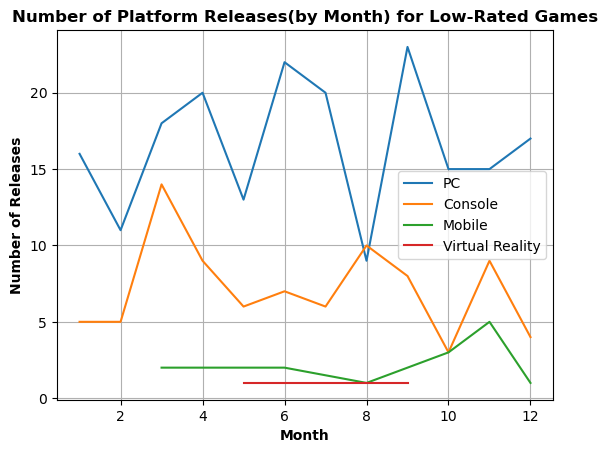 Number of Platform Releases(by Month) for Low-Rated Games
Number of Releases
20
15
10
5
0
PC
Console
Mobile
Virtual Reality
2 4 6 8 10 12
Month